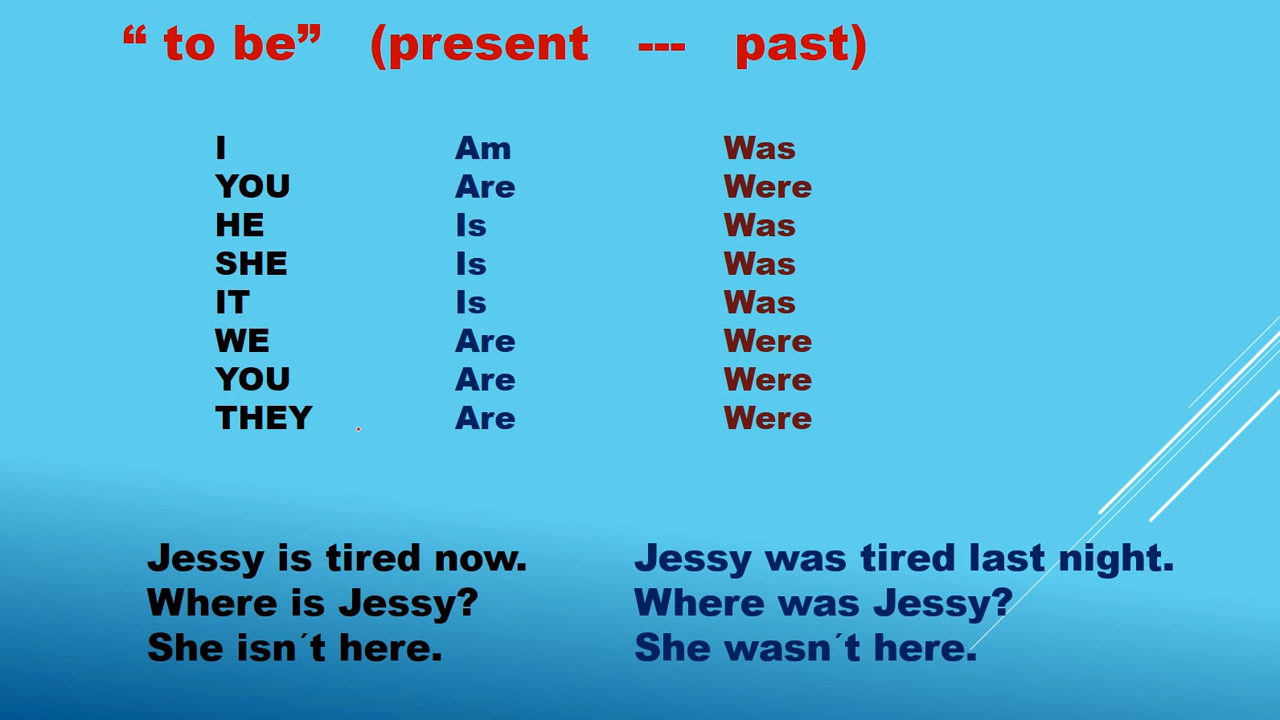 “ to be” (present --- past)
I Am Was
YOU Are Were
HE Is Was
SHE Is Was
IT Is Was
WE Are Were
YOU Are Were
THEY Are Were
Jessy is tired now. Jessy was tired last night.
Where is Jessy? Where was Jessy?
She isn´t here. She wasn´t here.